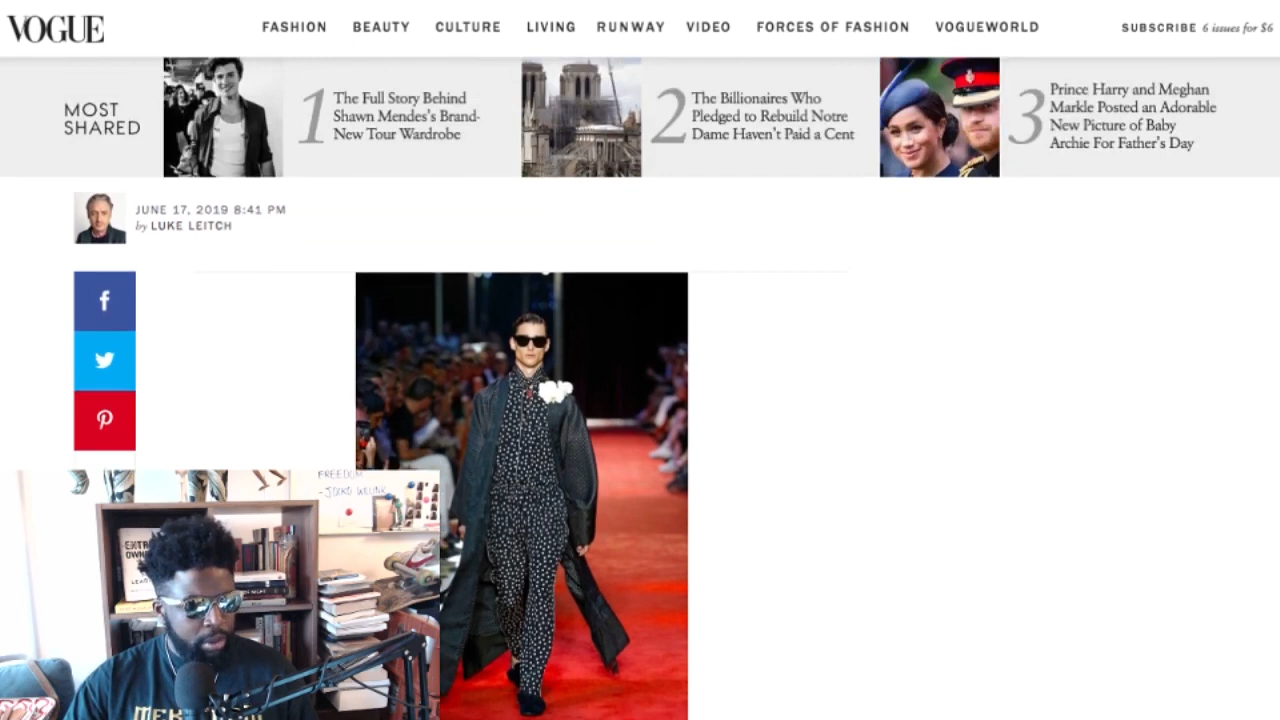 VOGUE
FASHION BEAUTY CULTURE LIVING RUNWAY VIDEO FORCES OF FASHION VOGUEWORLD
SUBSCRIBE 6 issues for $6
MOST
SHARED
1
The Full Story Behind
Shawn Mendes's Brand-
New Tour Wardrobe
2
The Billionaires Who
Pledged to Rebuild Notre
Dame Haven't Paid a Cent
3
Prince Harry and Meghan
Markle Posted an Adorable
New Picture of Baby
Archie For Father's Day
JUNE 17, 2019 8:41 PM
by LUKE LEITCH
FREEDOM
-JOCKO WILLINK